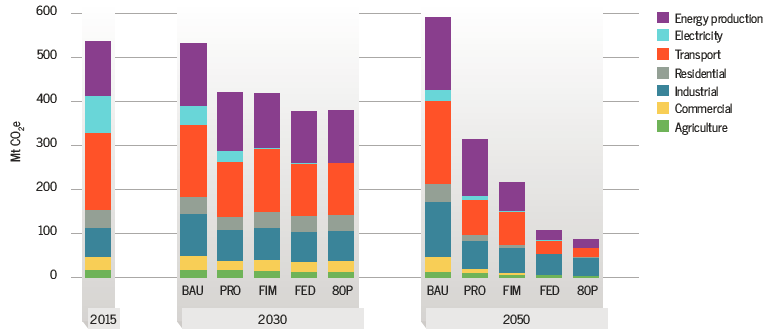 600
500
400
300
200
100
0
Mt CO₂e
BAU PRO FIM FED 80P
BAU PRO FIM FED 80P
2015
2030
2050
Energy production
Electricity
Transport
Residential
Industrial
Commercial
Agriculture